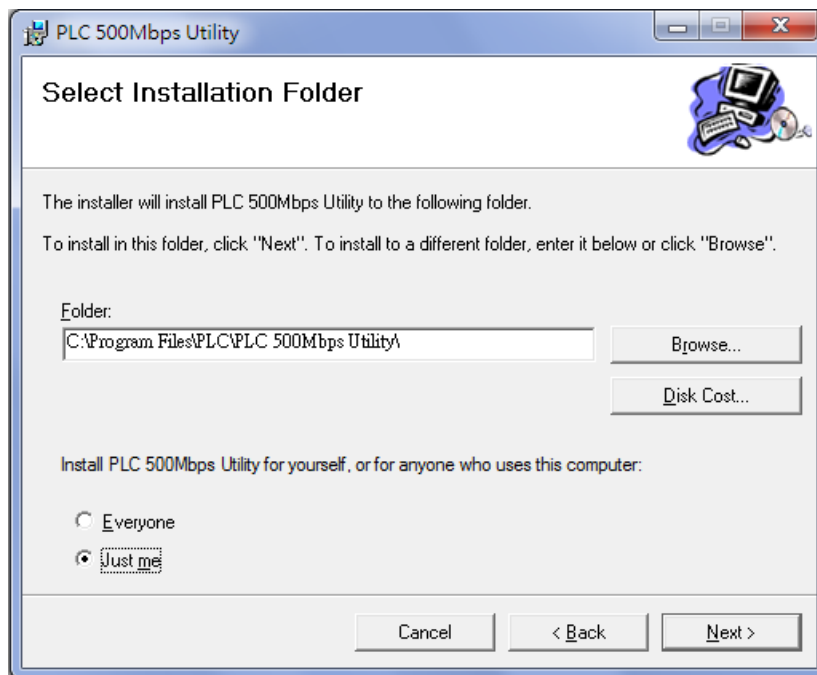 PLC 500Mbps Utility
Select Installation Folder
The installer will install PLC 500Mbps Utility to the following folder.
To install in this folder, click "Next". To install to a different folder, enter it below or click "Browse".
Folder:
C:\Program Files\PLC\PLC 500Mbps Utility\
Browse...
Disk Cost...
Install PLC 500Mbps Utility for yourself, or for anyone who uses this computer:
Everyone
Just me
Cancel
< Back
Next >